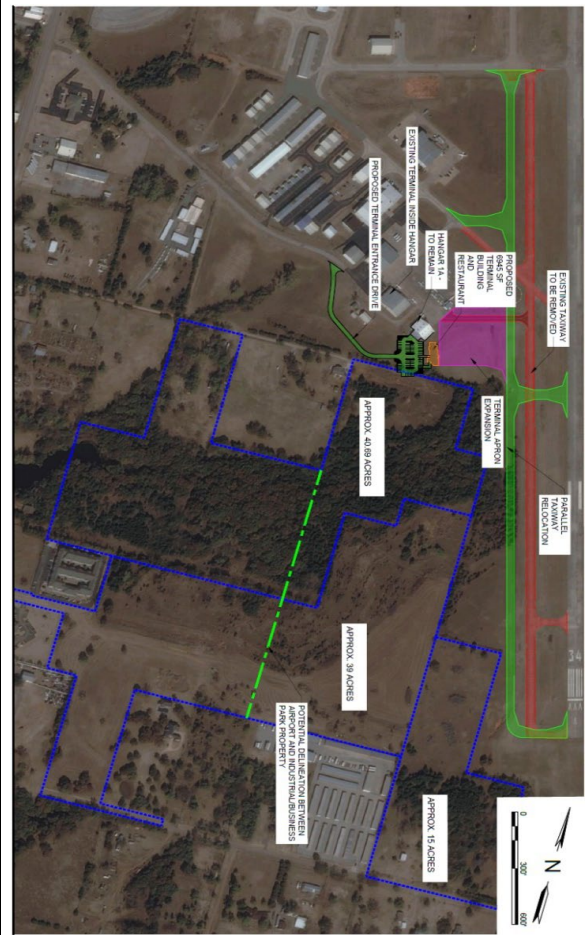 EXISTING TAXIWAY
TO BE REMOVED
PROPOSED
6945 SF
TERMINAL
BUILDING
AND
RESTAURANT
HANGAR 1A -
TO REMAIN
EXISTING TERMINAL INSIDE HANGAR
PROPOSED TERMINAL ENTRANCE DRIVE
PARALLEL
TAXIWAY
RELOCATION
TERMINAL APRON
EXPANSION
APPROX. 40.69 ACRES
APPROX. 39 ACRES
POTENTIAL DELINEATION BETWEEN
AIRPORT AND INDUSTRIAL/BUSINESS
PARK PROPERTY
APPROX. 15 ACRES
N
0 300' 600'